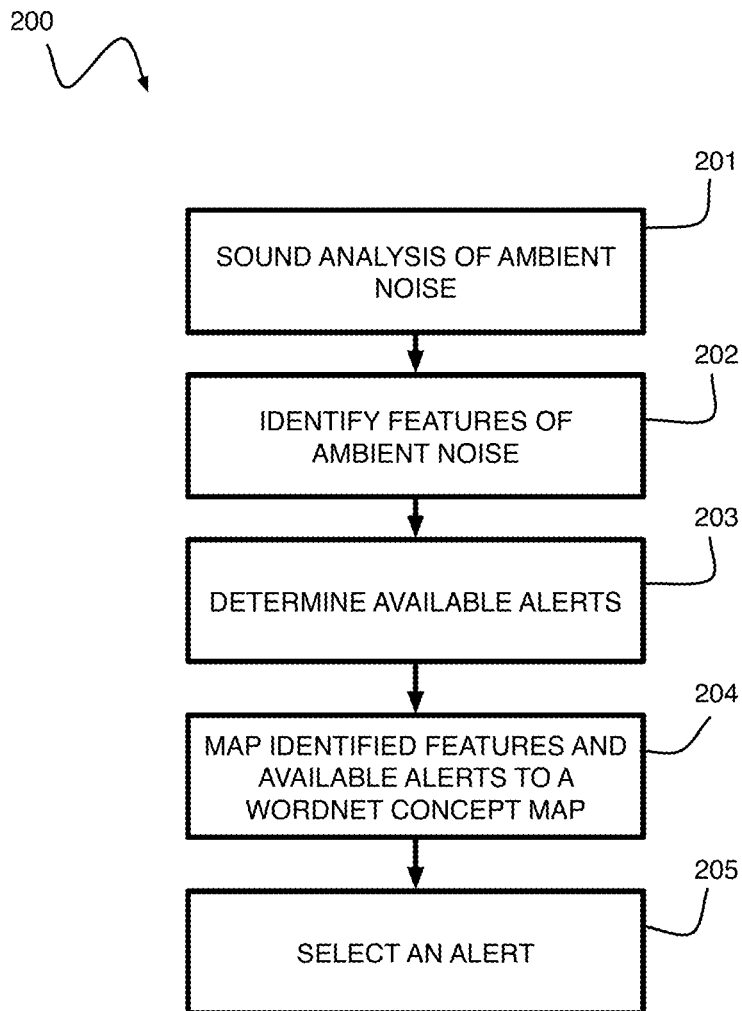 200
201
SOUND ANALYSIS OF AMBIENT
NOISE
202
IDENTIFY FEATURES OF
AMBIENT NOISE
203
DETERMINE AVAILABLE ALERTS
204
MAP IDENTIFIED FEATURES AND
AVAILABLE ALERTS TO A
WORDNET CONCEPT MAP
205
SELECT AN ALERT